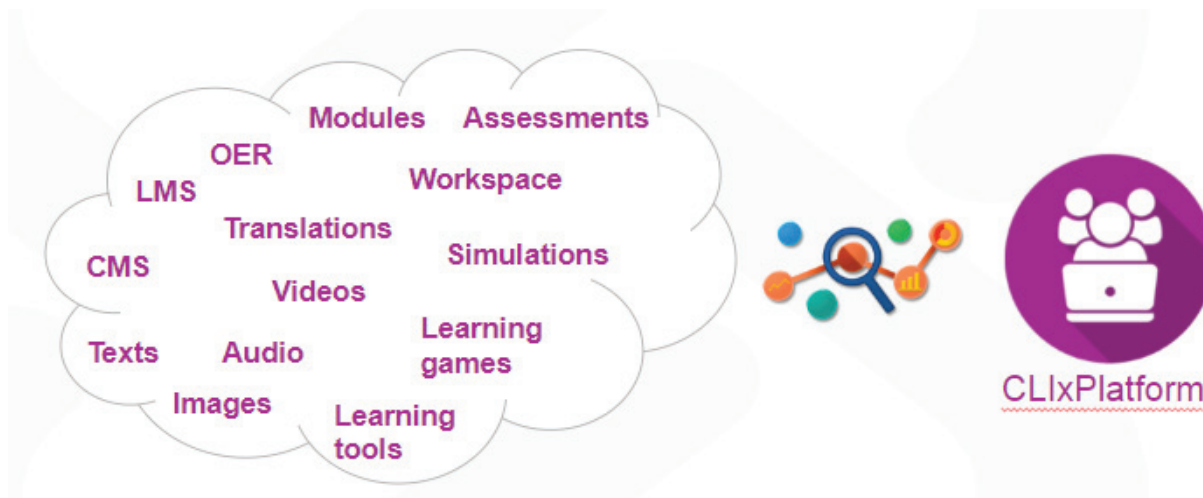 Modules Assessments
OER
LMS
Workspace
Translations
Simulations
CMS
Videos
Learning
games
Texts Audio
Images
Learning
tools
CLIxPlatform